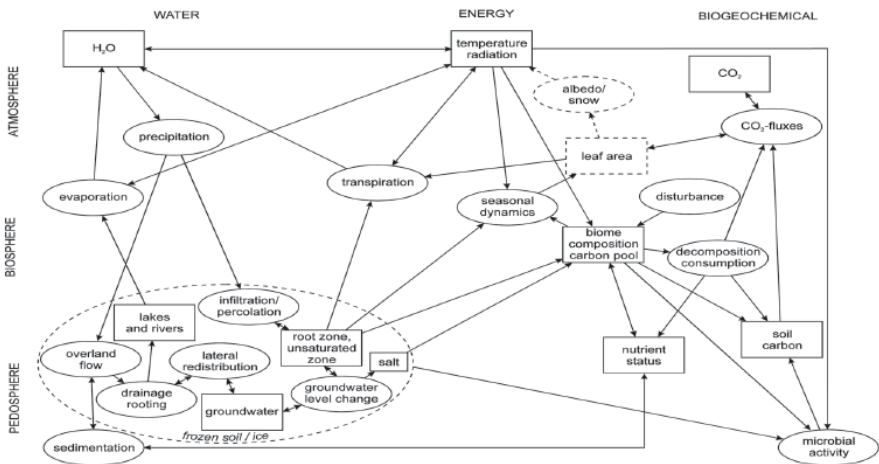 WATER
ENERGY
BIOGEOCHEMICAL
ATMOSPHERE
BIOSPHERE
PEDOSPHERE
H₂O
temperature
radiation
CO₂
albedo/
snow
precipitation
CO₂-fluxes
leaf area
transpiration
evaporation
seasonal
dynamics
disturbance
biome
composition
carbon pool
decomposition
consumption
infiltration/
percolation
lakes
and rivers
root zone,
unsaturated
zone
salt
soil
carbon
nutrient
status
overland
flow
lateral
redistribution
drainage
rooting
groundwater
groundwater
level change
frozen soil / ice
sedimentation
microbial
activity